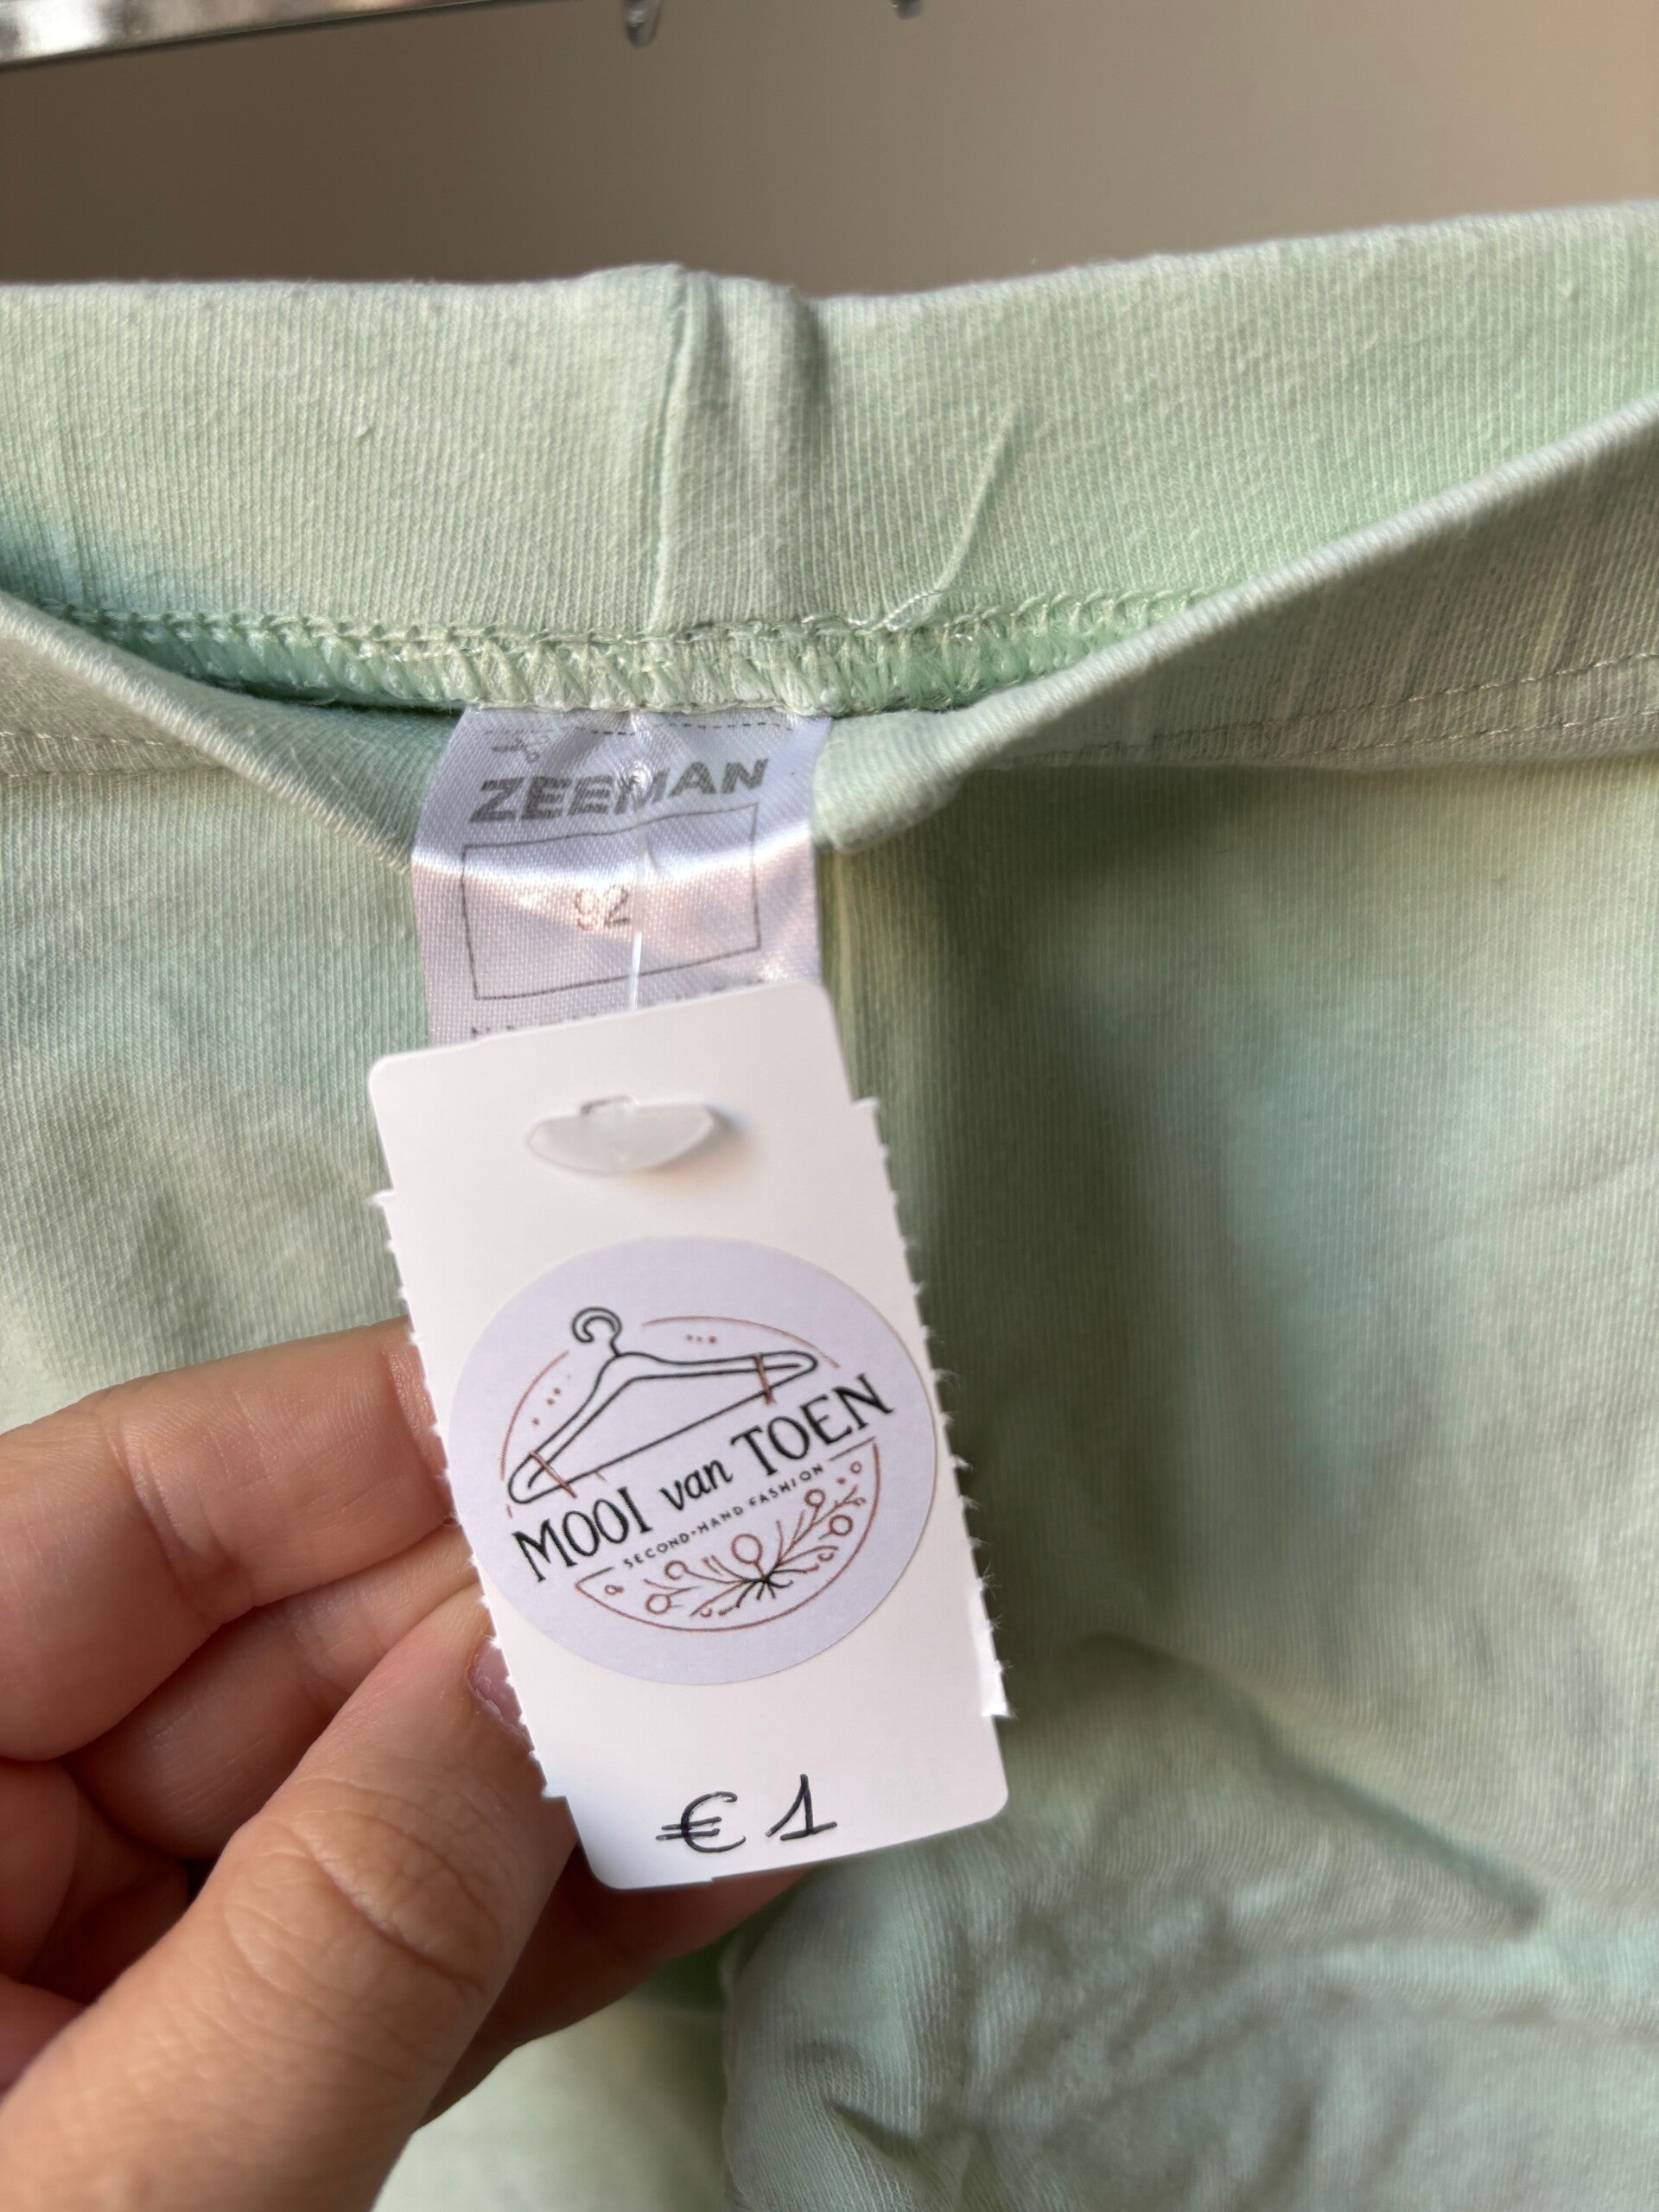 ZEEMAN
92
MOOI van TOEN
SECOND-HAND FASHION
€ 1